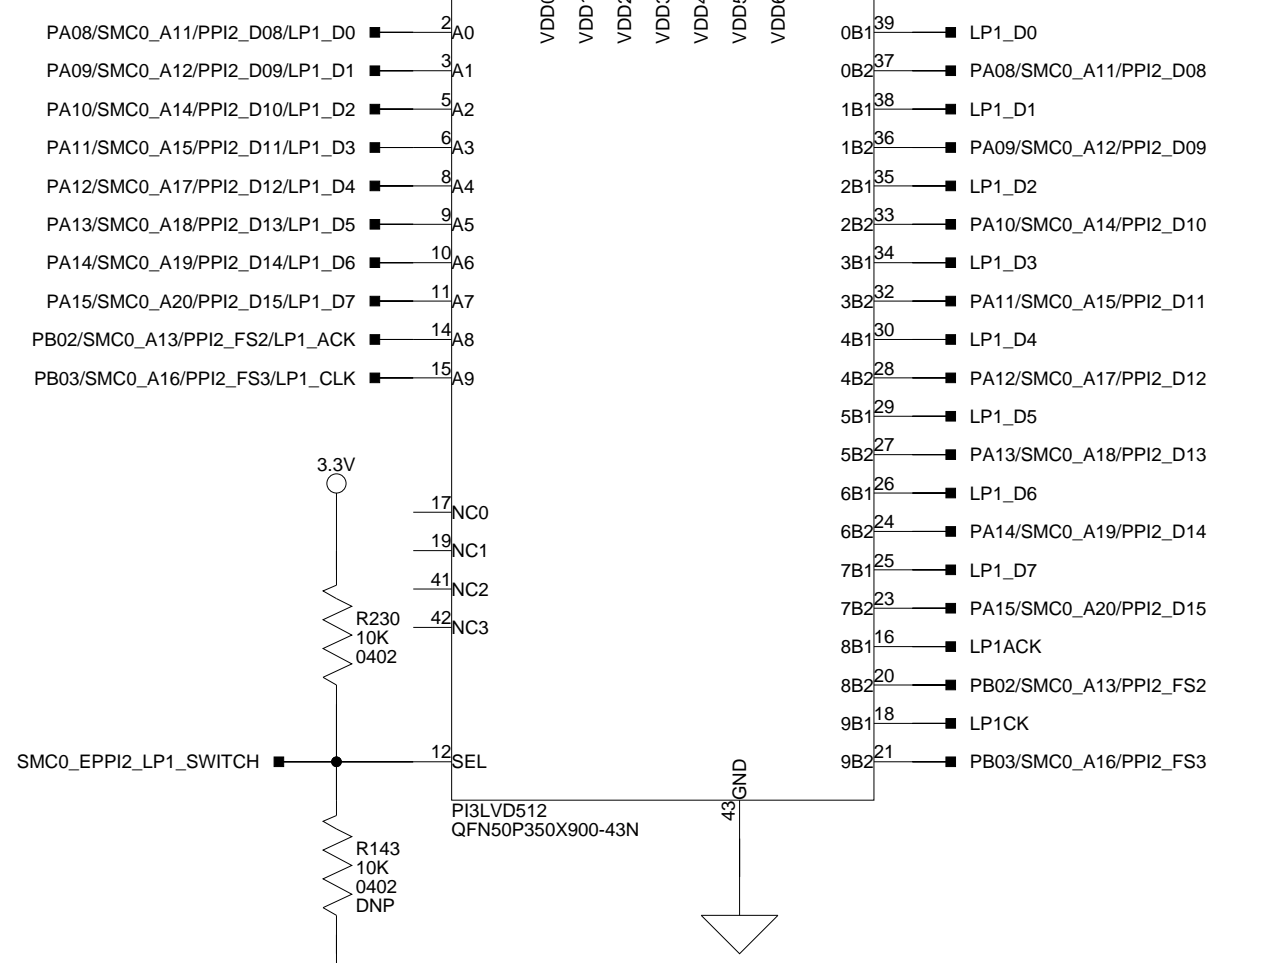 VDD0
VDD1
VDD2
VDD3
VDD4
VDD5
VDD6
PA08/SMC0_A11/PPI2_D08/LP1_D0 2 A0
PA09/SMC0_A12/PPI2_D09/LP1_D1 3 A1
PA10/SMC0_A14/PPI2_D10/LP1_D2 5 A2
PA11/SMC0_A15/PPI2_D11/LP1_D3 6 A3
PA12/SMC0_A17/PPI2_D12/LP1_D4 8 A4
PA13/SMC0_A18/PPI2_D13/LP1_D5 9 A5
PA14/SMC0_A19/PPI2_D14/LP1_D6 10 A6
PA15/SMC0_A20/PPI2_D15/LP1_D7 11 A7
PB02/SMC0_A13/PPI2_FS2/LP1_ACK 14 A8
PB03/SMC0_A16/PPI2_FS3/LP1_CLK 15 A9
3.3V
17 NC0
19 NC1
41 NC2
42 NC3
R230
10K
0402
SMC0_EPPI2_LP1_SWITCH 12 SEL
R143
10K
0402
DNP
0B1 39 LP1_D0
0B2 37 PA08/SMC0_A11/PPI2_D08
1B1 38 LP1_D1
1B2 36 PA09/SMC0_A12/PPI2_D09
2B1 35 LP1_D2
2B2 33 PA10/SMC0_A14/PPI2_D10
3B1 34 LP1_D3
3B2 32 PA11/SMC0_A15/PPI2_D11
4B1 30 LP1_D4
4B2 28 PA12/SMC0_A17/PPI2_D12
5B1 29 LP1_D5
5B2 27 PA13/SMC0_A18/PPI2_D13
6B1 26 LP1_D6
6B2 24 PA14/SMC0_A19/PPI2_D14
7B1 25 LP1_D7
7B2 23 PA15/SMC0_A20/PPI2_D15
8B1 16 LP1ACK
8B2 20 PB02/SMC0_A13/PPI2_FS2
9B1 18 LP1CK
9B2 21 PB03/SMC0_A16/PPI2_FS3
GND
43
PI3LVD512
QFN50P350X900-43N